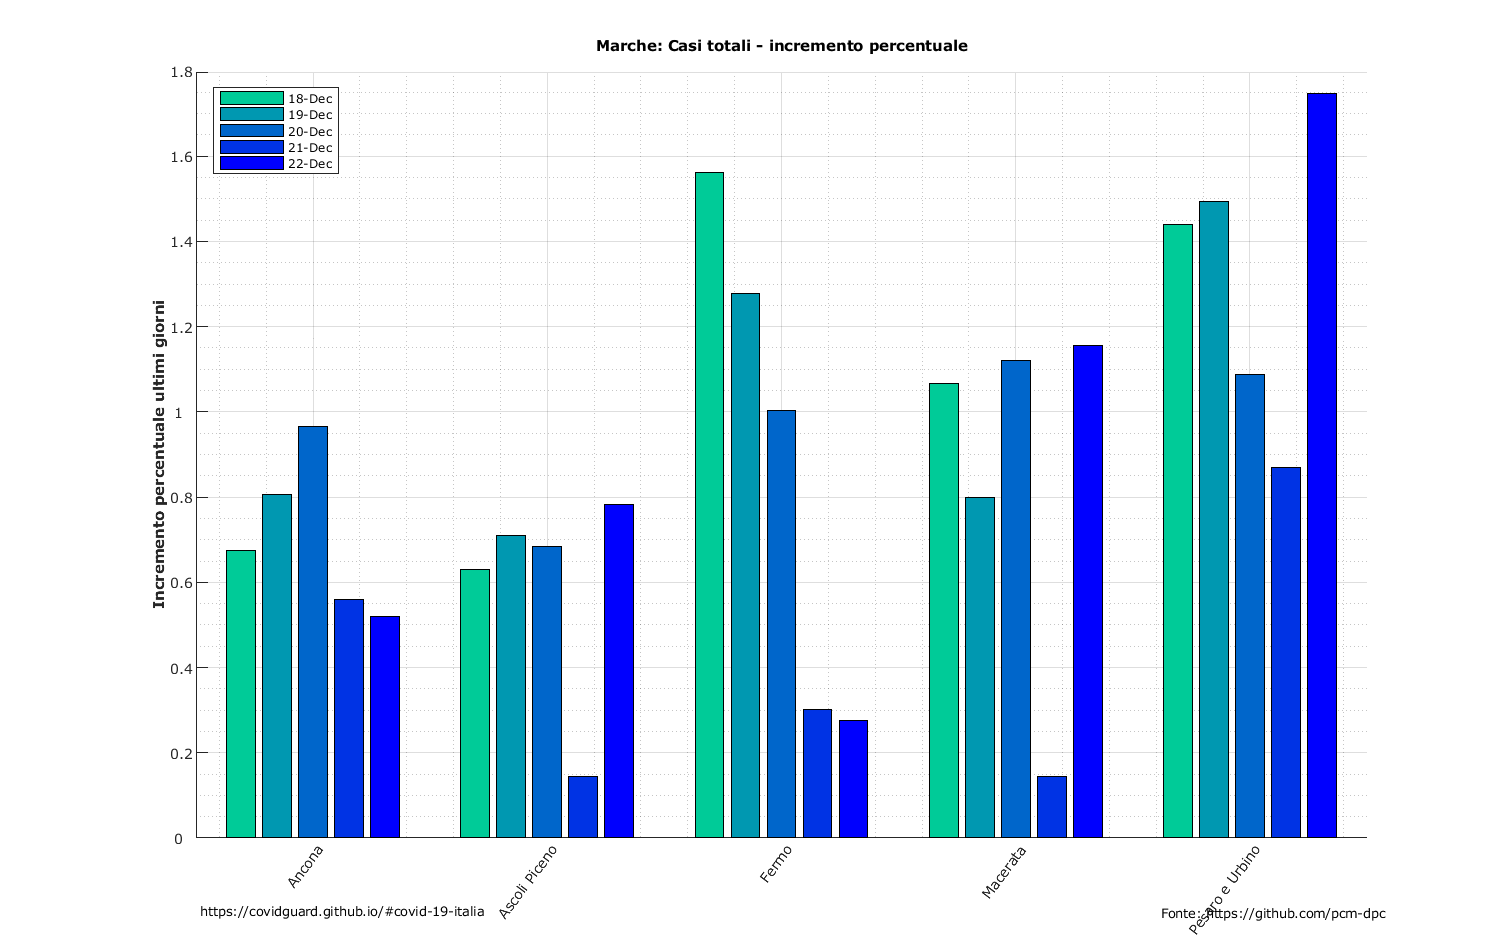 Marche: Casi totali - incremento percentuale
1.8
1.6
1.4
1.2
1
0.8
0.6
0.4
0.2
0
Incremento percentuale ultimi giorni
18-Dec
19-Dec
20-Dec
21-Dec
22-Dec
Ancona
Ascoli Piceno
Fermo
Macerata
Pesaro e Urbino
https://covidguard.github.io/#covid-19-italia
Fonte: https://github.com/pcm-dpc